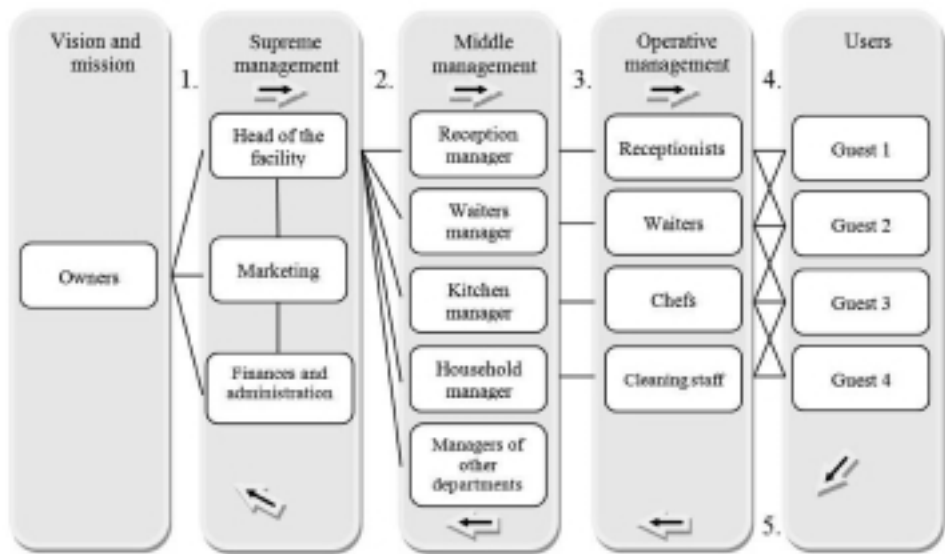 Vision and
mission
1.
Supreme
management
2.
Middle
management
3.
Operative
management
4.
Users
Owners
Head of the
facility
Marketing
Finances and
administration
Reception
manager
Waiters
manager
Kitchen
manager
Household
manager
Managers of
other
departments
Receptionists
Waiters
Chefs
Cleaning staff
Guest 1
Guest 2
Guest 3
Guest 4
5.